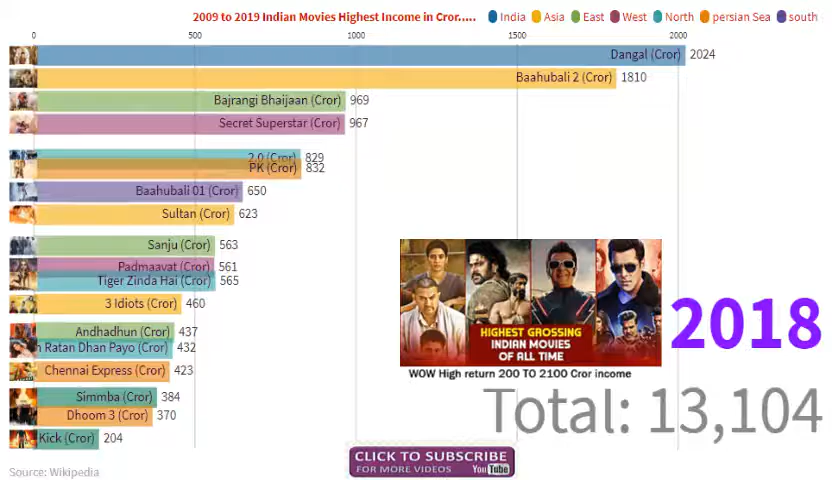 2009 to 2019 Indian Movies Highest Income in Cror.....
India Asia East West North persian Sea south
0 500 1000 1500 2000
Dangal (Cror) 2024
Baahubali 2 (Cror) 1810
Bajrangi Bhaijaan (Cror) 969
Secret Superstar (Cror) 967
2.0 (Cror) 829
PK (Cror) 832
Baahubali 01 (Cror) 650
Sultan (Cror) 623
Sanju (Cror) 563
Padmaavat (Cror) 561
Tiger Zinda Hai (Cror) 565
3 Idiots (Cror) 460
Andhadhun (Cror) 437
Ratan Dhan Payo (Cror) 432
Chennai Express (Cror) 423
Simmba (Cror) 384
Dhoom 3 (Cror) 370
Kick (Cror) 204
HIGHEST GROSSING
INDIAN MOVIES
OF ALL TIME
WOW High return 200 TO 2100 Cror income
2018
Total: 13,104
CLICK TO SUBSCRIBE
FOR MORE VIDEOS YouTube
Source: Wikipedia